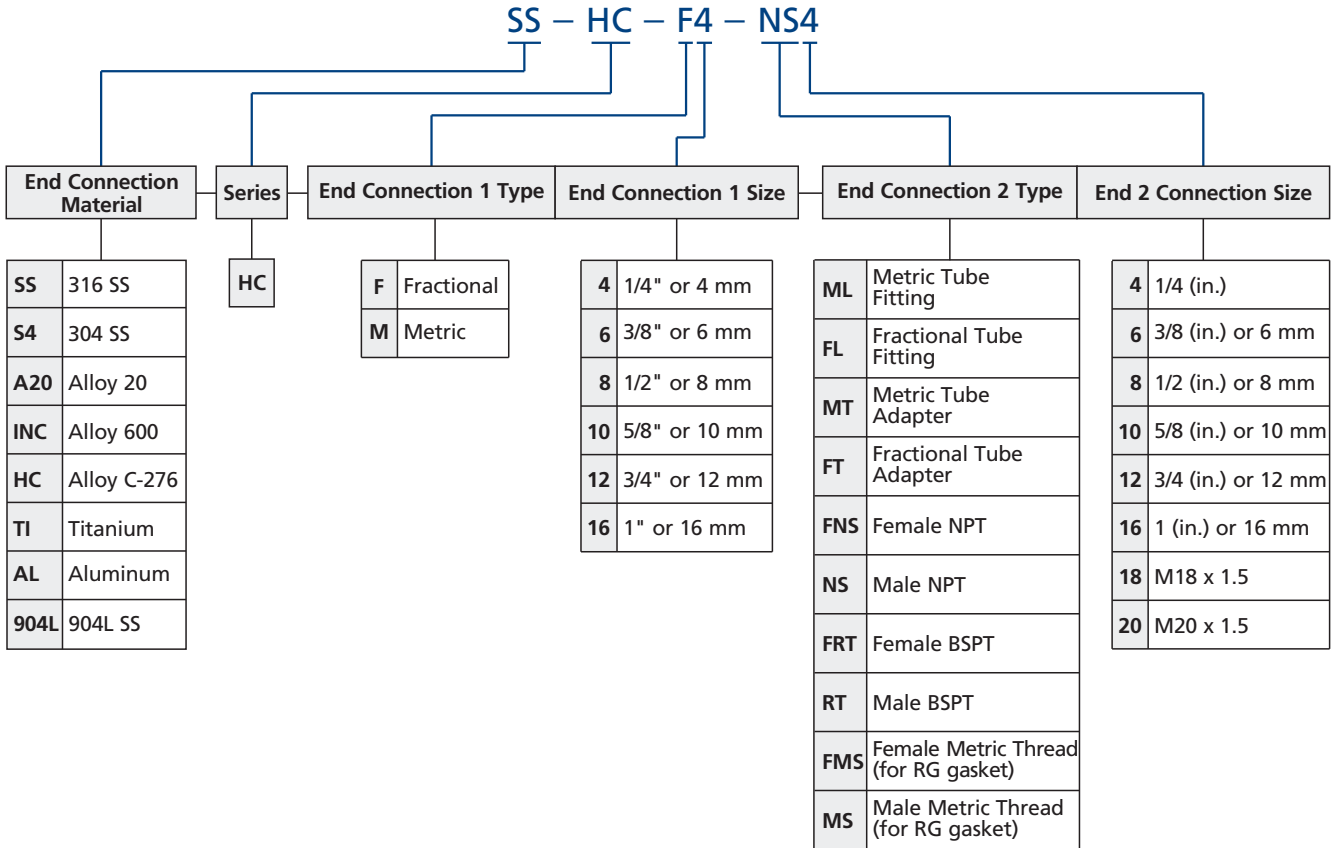 SS – HC – F4 – NS4
End Connection
Material
Series
End Connection 1 Type
End Connection 1 Size
End Connection 2 Type
End 2 Connection Size
SS 316 SS
S4 304 SS
A20 Alloy 20
INC Alloy 600
HC Alloy C-276
TI Titanium
AL Aluminum
904L 904L SS
HC
F Fractional
M Metric
4 1/4" or 4 mm
6 3/8" or 6 mm
8 1/2" or 8 mm
10 5/8" or 10 mm
12 3/4" or 12 mm
16 1" or 16 mm
ML Metric Tube
Fitting
FL Fractional Tube
Fitting
MT Metric Tube
Adapter
FT Fractional Tube
Adapter
FNS Female NPT
NS Male NPT
FRT Female BSPT
RT Male BSPT
FMS Female Metric Thread
(for RG gasket)
MS Male Metric Thread
(for RG gasket)
4 1/4 (in.)
6 3/8 (in.) or 6 mm
8 1/2 (in.) or 8 mm
10 5/8 (in.) or 10 mm
12 3/4 (in.) or 12 mm
16 1 (in.) or 16 mm
18 M18 x 1.5
20 M20 x 1.5